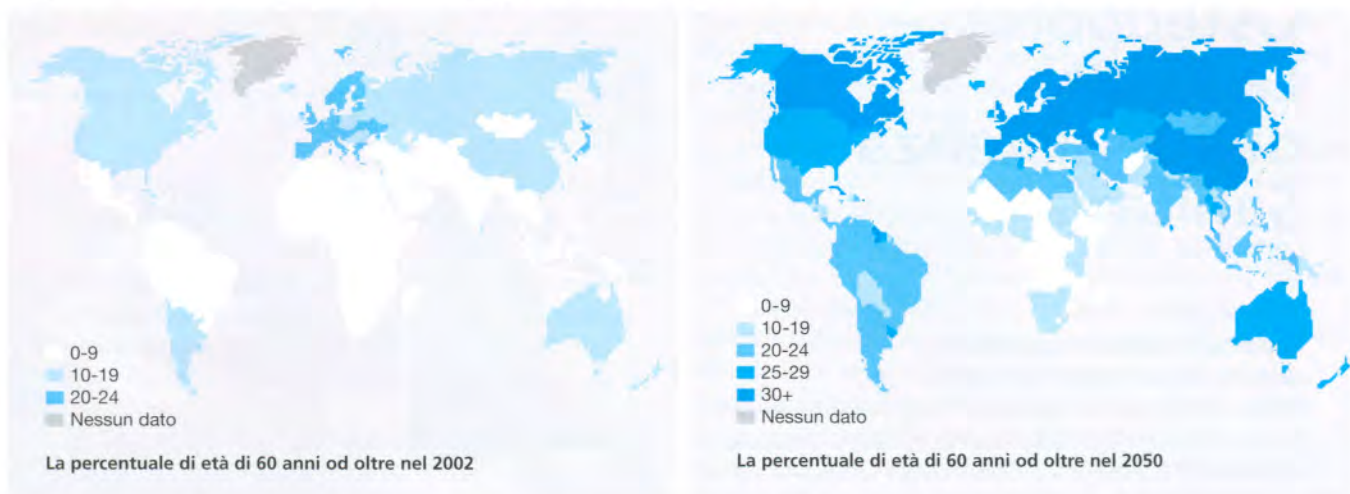 0-9
10-19
20-24
Nessun dato
La percentuale di età di 60 anni od oltre nel 2002
0-9
10-19
20-24
25-29
30+
Nessun dato
La percentuale di età di 60 anni od oltre nel 2050